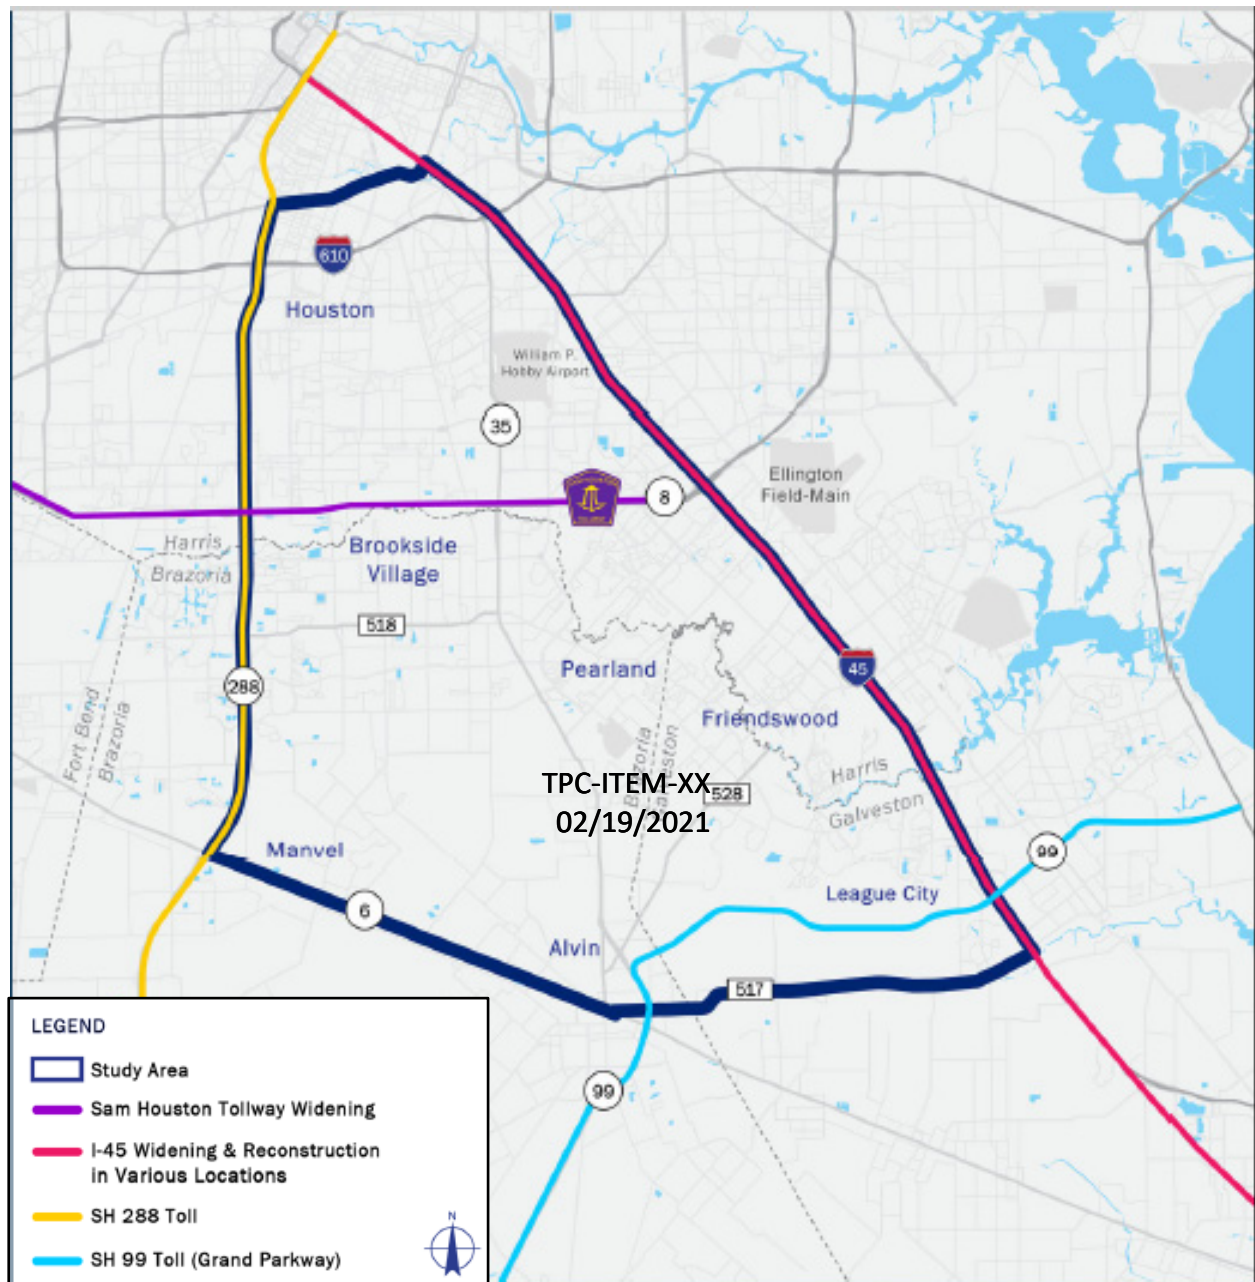 610
Houston
William P.
Hobby Airport
35
Ellington
Field-Main
8
Harris
Brazoria
Brookside
Village
518
Pearland
45
288
Fort Bend
Brazoria
Friendswood
Brazoria
Galveston
Harris
Galveston
TPC-ITEM-XX
528
02/19/2021
Manvel
99
League City
6
Alvin
517
99
LEGEND
Study Area
Sam Houston Tollway Widening
I-45 Widening & Reconstruction
in Various Locations
SH 288 Toll
SH 99 Toll (Grand Parkway)
N